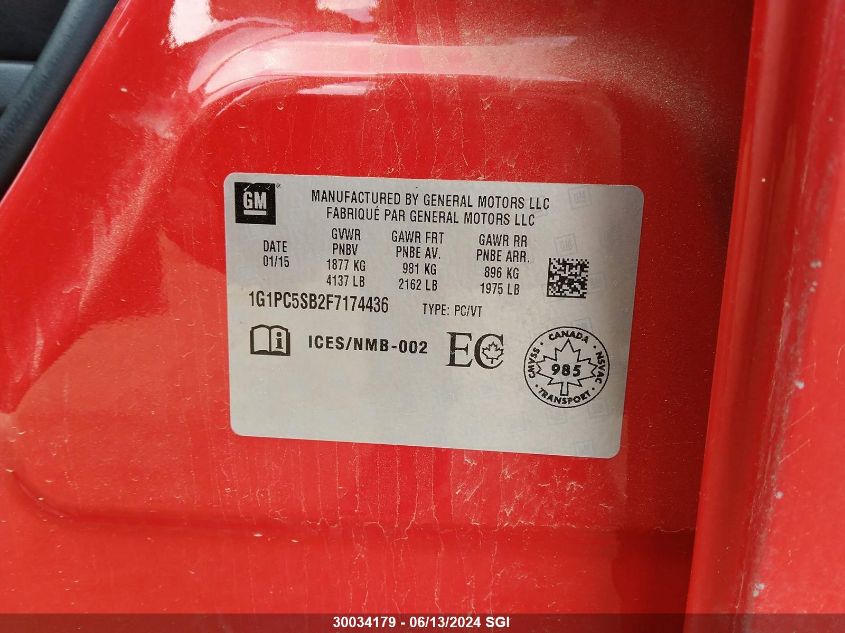 GM
MANUFACTURED BY GENERAL MOTORS LLC
FABRIQUÉ PAR GENERAL MOTORS LLC
DATE
01/15
GVWR
PNBV
1877 KG
4137 LB
GAWR FRT
PNBE AV.
981 KG
2162 LB
GAWR RR
PNBE ARR.
896 KG
1975 LB
1G1PC5SB2F7174436 TYPE: PC/VT
ICES/NMB-002 EC
CANADA
CMVSS 985 NSVAC
TRANSPORT
30034179 - 06/13/2024 SGI